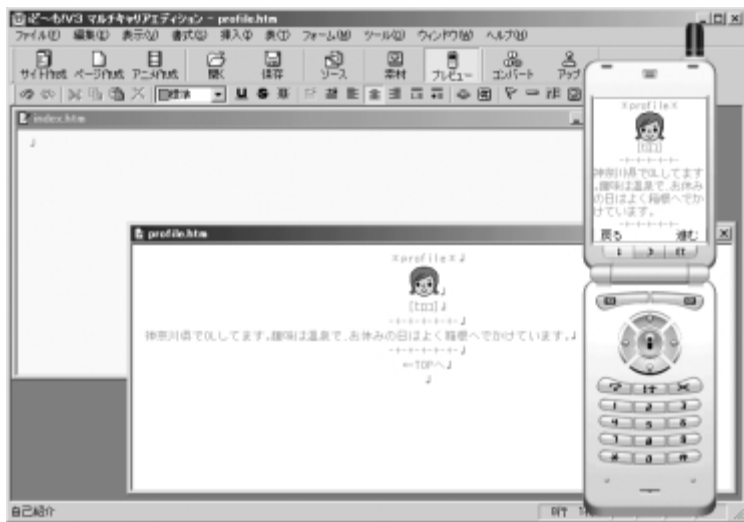 ど～も!V3 マルチキャリアエディション - profile.htm
ファイル(F) 編集(E) 表示(V) 書式(S) 挿入(I) 表(T) フォーム(M) ツール(Q) ウィンドウ(W) ヘルプ(H)
サイト作成 ページ作成 アニメ作成 開く 保存 ソース 素材 プレビュー コンバート アップ
標準
index.htm
profile.htm
×profile×
[ﾋﾛｺ]
-+-+-+-+-+-
神奈川県でOLしてます。趣味は温泉で、お休みの日はよく箱根へでかけています。
-+-+-+-+-+-
←TOPへ
×profile×
[ﾋﾛｺ]
-+-+-+-+-+-
神奈川県でOLしてます
。趣味は温泉で、お休み
の日はよく箱根へでか
けています。
-+-+-+-+-+-
戻る 進む
自己紹介